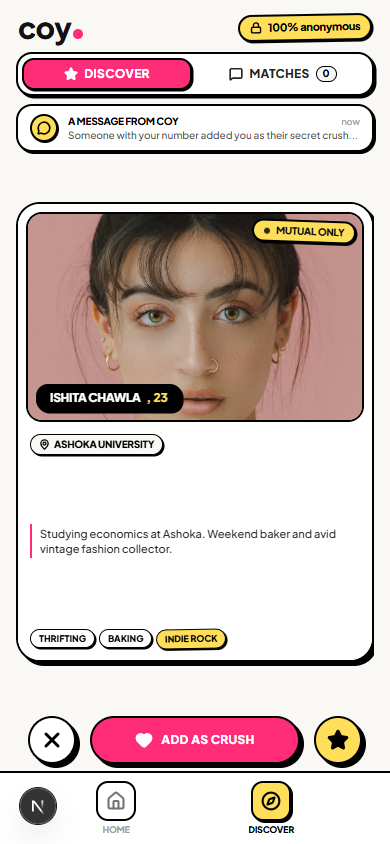 coy.
100% anonymous
DISCOVER
MATCHES 0
A MESSAGE FROM COY now
Someone with your number added you as their secret crush...
MUTUAL ONLY
ISHITA CHAWLA , 23
ASHOKA UNIVERSITY
Studying economics at Ashoka. Weekend baker and avid
vintage fashion collector.
THRIFTING BAKING INDIE ROCK
ADD AS CRUSH
N
HOME DISCOVER